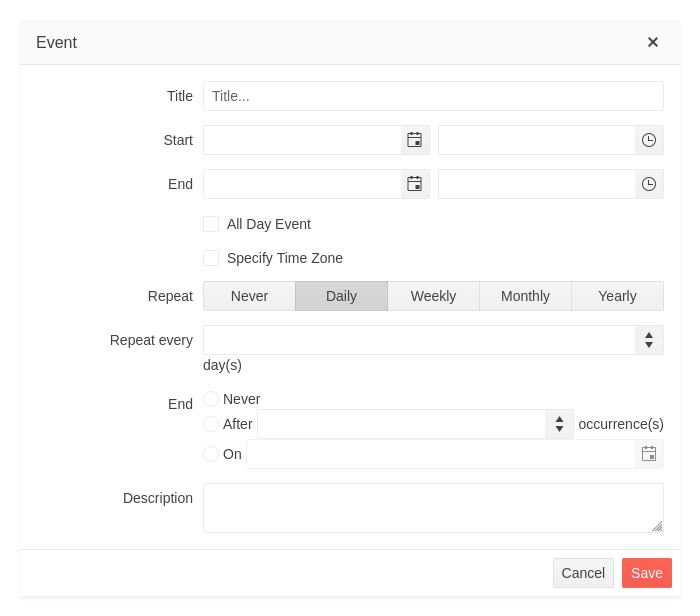 Event
Title Title...
Start
End
All Day Event
Specify Time Zone
Repeat Never Daily Weekly Monthly Yearly
Repeat every
day(s)
End Never
After occurrence(s)
On
Description
Cancel Save